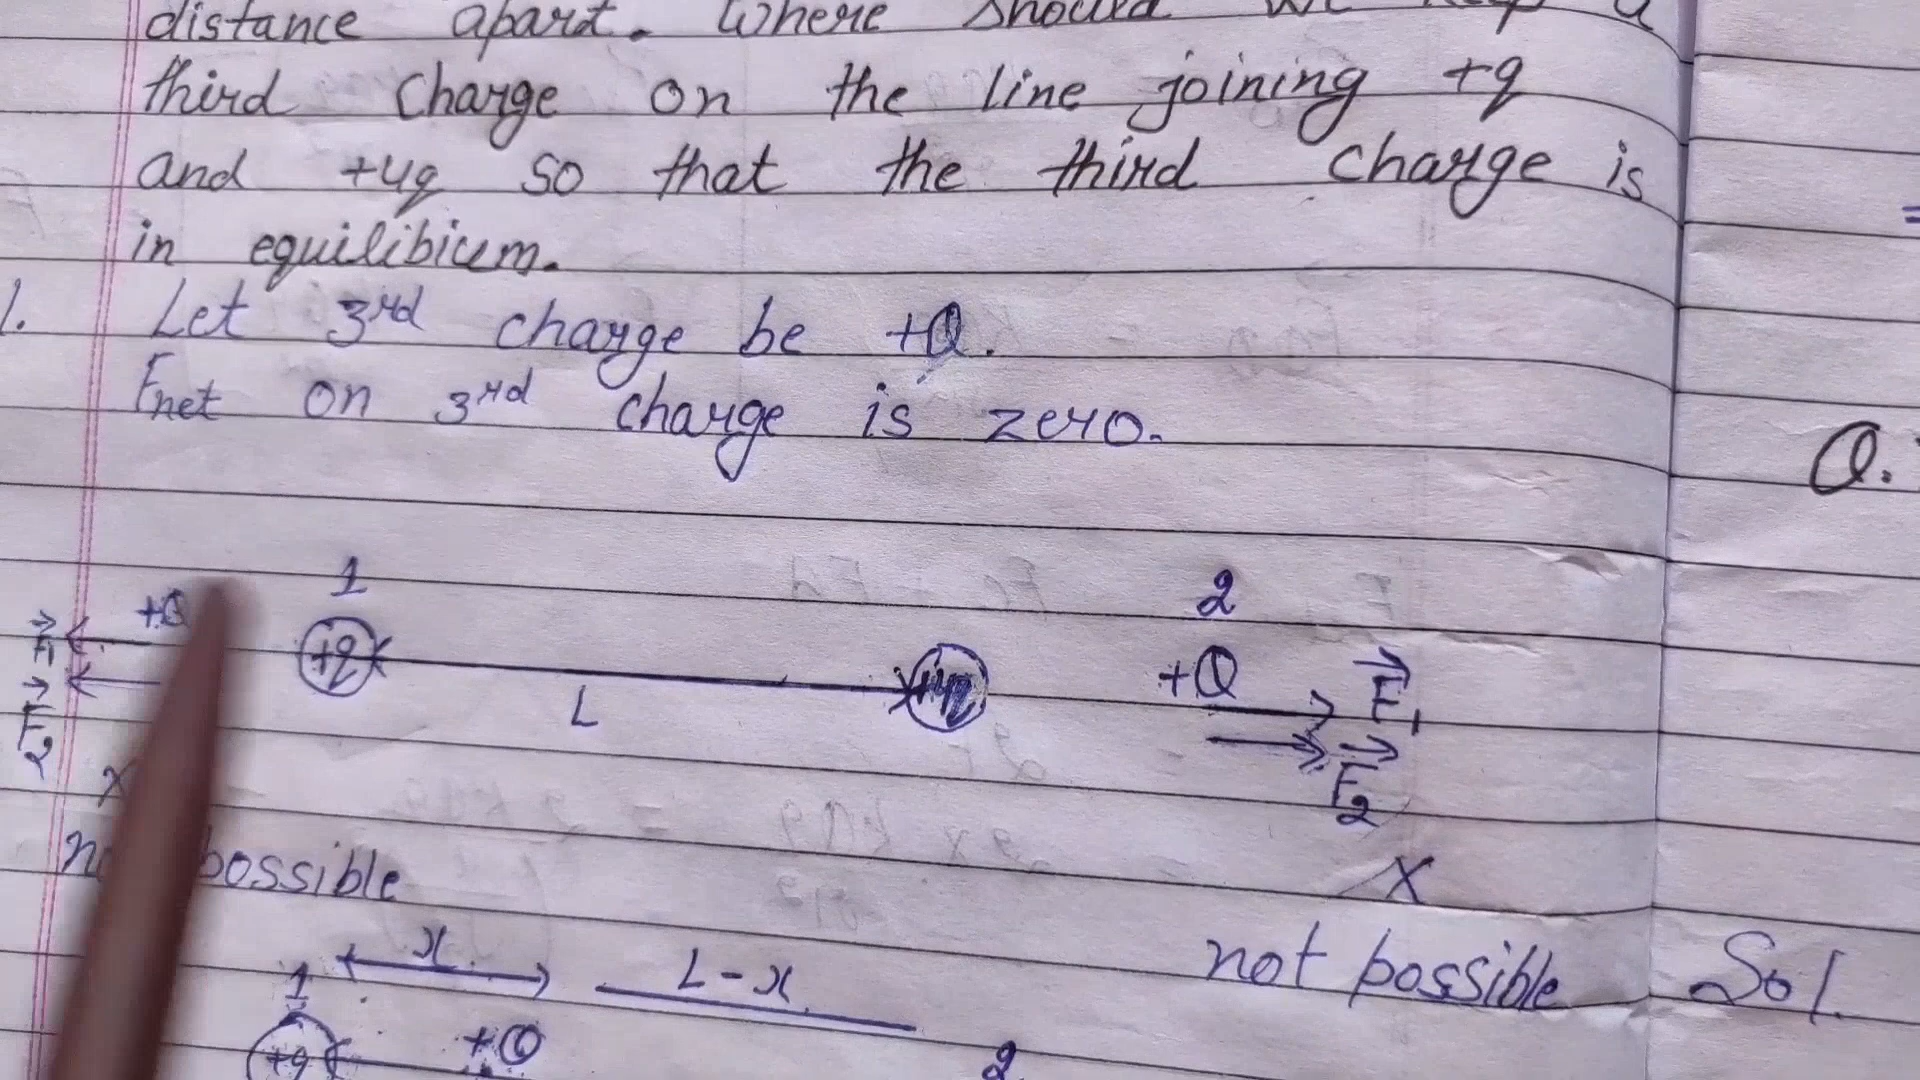 distance apart. Where should we keep a
third charge on the line joining +q
and +4q so that the third charge is
in equilibium.
1. Let 3rd charge be +Q.
Fnet on 3rd charge is zero.
Q.
+Q 1 2
F1 +q +4q +Q F1
L
F2 F2
X X
possible
not possible Sol.
x L-x
1
+q +Q 2